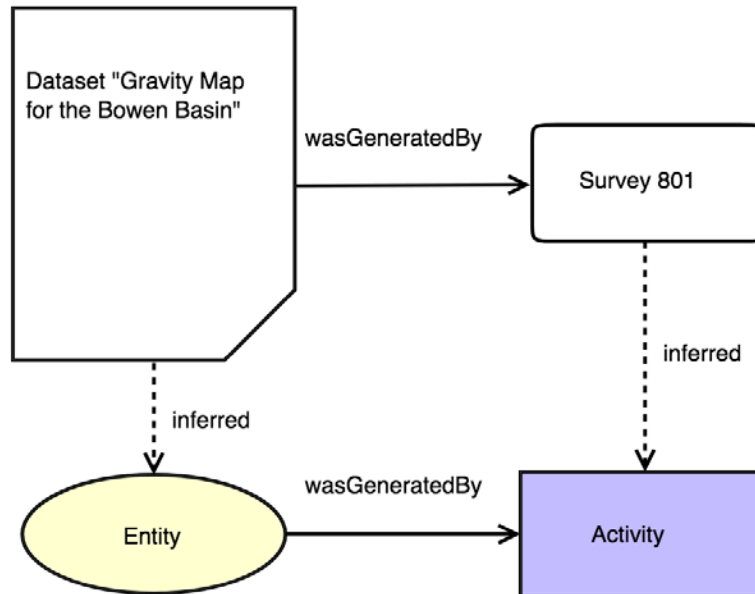 Dataset "Gravity Map
for the Bowen Basin"
wasGeneratedBy
Survey 801
inferred
inferred
wasGeneratedBy
Entity
Activity